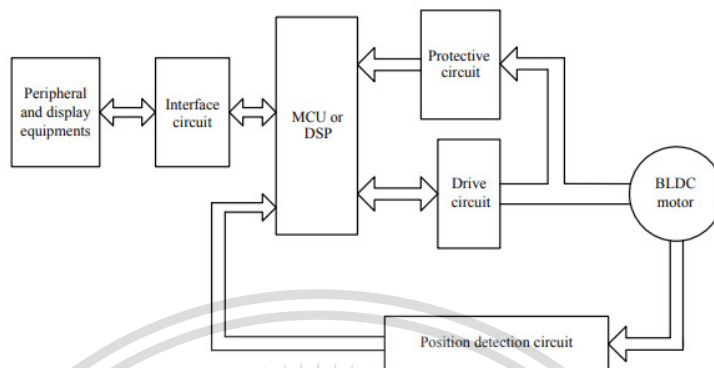 Peripheral
and display
equipments
Interface
circuit
MCU or
DSP
Protective
circuit
Drive
circuit
BLDC
motor
Position detection circuit